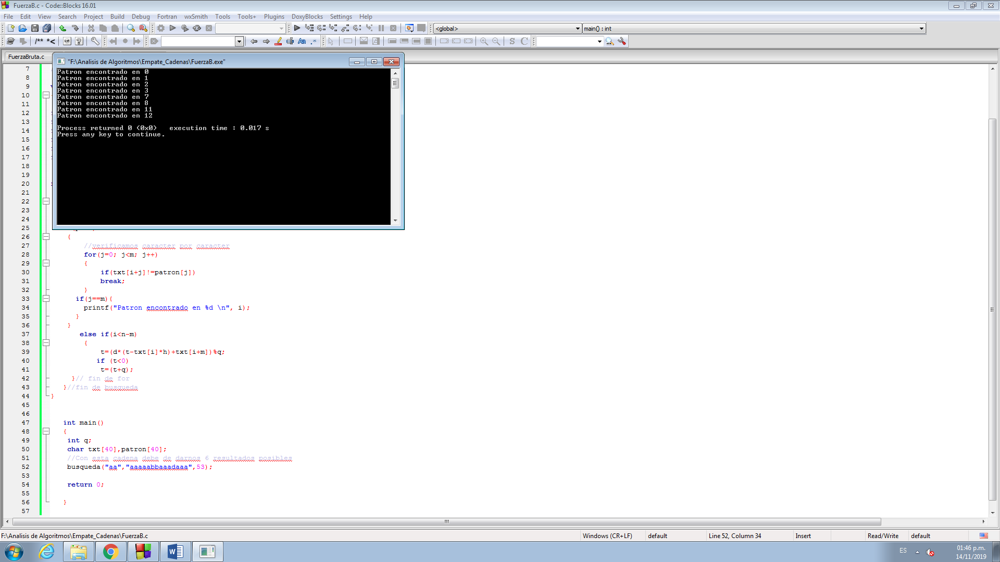 FuerzaB.c - Code::Blocks 16.01
File Edit View Search Project Build Debug Fortran wxSmith Tools Tools+ Plugins DoxyBlocks Settings Help
<global> main() : int
/** *<
Aa .* S C
FuerzaBruta.c
"F:\Analisis de Algoritmos\Empate_Cadenas\FuerzaB.exe"
Patron encontrado en 0
Patron encontrado en 1
Patron encontrado en 2
Patron encontrado en 3
Patron encontrado en 7
Patron encontrado en 8
Patron encontrado en 11
Patron encontrado en 12
Process returned 0 (0x0)   execution time : 0.017 s
Press any key to continue.
7
8
9
10
11
12
13
14
15
16
17
18
19
20
21
22
23
24
25
26 {
27 //verificamos caracter por caracter
28 for(j=0; j<m; j++)
29 {
30 if(txt[i+j]!=patron[j])
31 break;
32 }
33 if(j==m){
34 printf("Patron encontrado en %d \n", i);
35 }
36 }
37 else if(i<n-m)
38 {
39 t=(d*(t-txt[i]*h)+txt[i+m])%q;
40 if (t<0)
41 t=(t+q);
42 }// fin de for
43 }//fin de busqueda
44 }
45
46
47 int main()
48 {
49 int q;
50 char txt[40],patron[40];
51 //Con esta cadena debe de darnos 6 resultados posibles
52 busqueda("aa","aaaaabbaaadaaa",53);
53
54 return 0;
55
56 }
57
F:\Analisis de Algoritmos\Empate_Cadenas\FuerzaB.c Windows (CR+LF) default Line 52, Column 34 Insert Read/Write default
ES 01:46 p.m.
14/11/2019